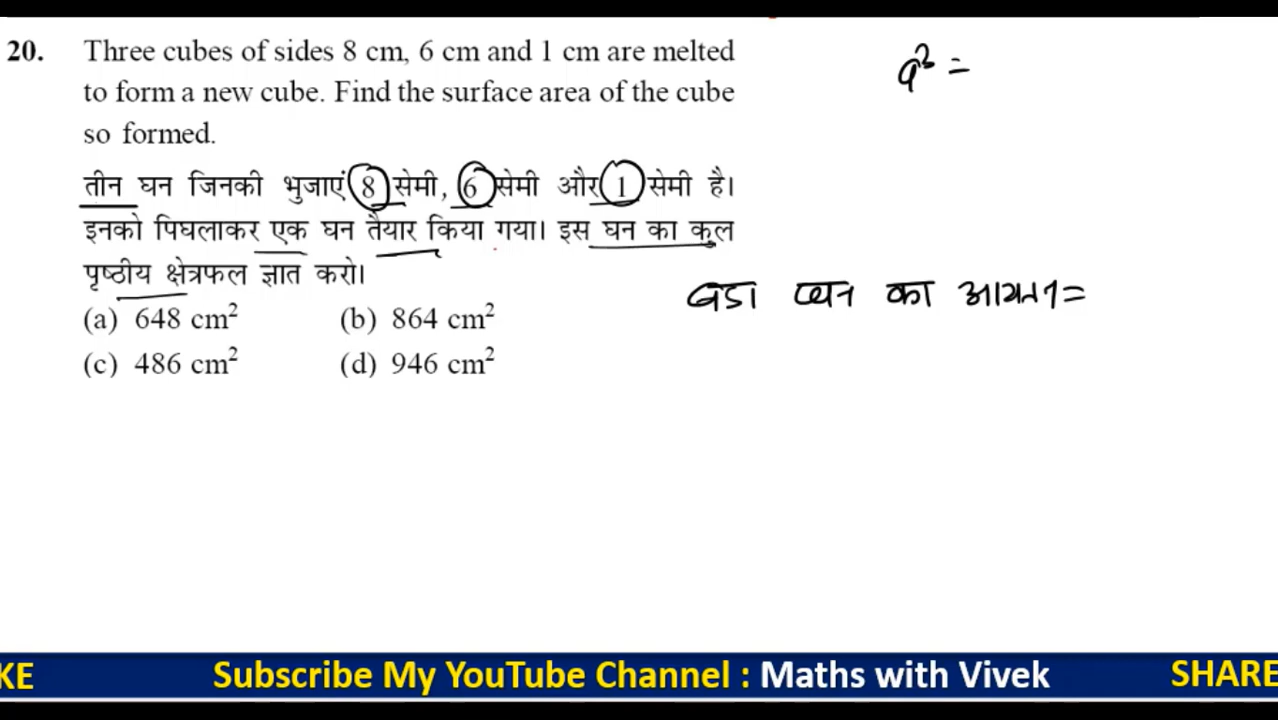 20. Three cubes of sides 8 cm, 6 cm and 1 cm are melted
to form a new cube. Find the surface area of the cube
so formed.
तीन घन जिनकी भुजाएं 8 सेमी, 6 सेमी और 1 सेमी है।
इनको पिघलाकर एक घन तैयार किया गया। इस घन का कुल
पृष्ठीय क्षेत्रफल ज्ञात करो।
(a) 648 cm² (b) 864 cm²
(c) 486 cm² (d) 946 cm²
a³ =
बडा घन का आयतन =
KE Subscribe My YouTube Channel : Maths with Vivek SHARE